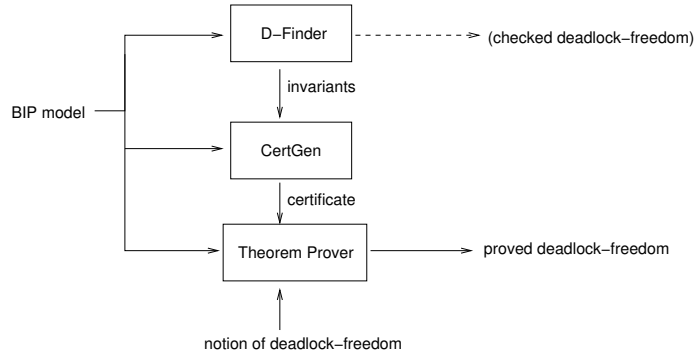 D−Finder
(checked deadlock−freedom)
invariants
BIP model
CertGen
certificate
Theorem Prover
proved deadlock−freedom
notion of deadlock−freedom